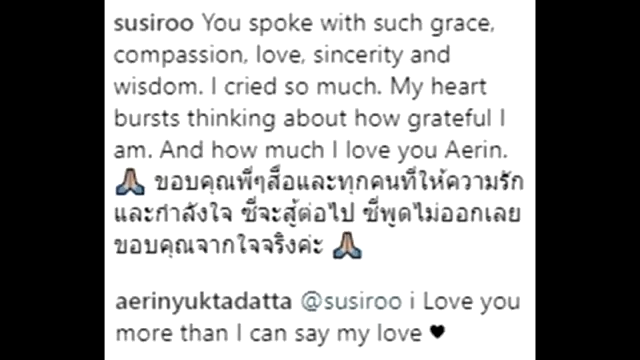 susiroo You spoke with such grace,
compassion, love, sincerity and
wisdom. I cried so much. My heart
bursts thinking about how grateful I
am. And how much I love you Aerin.
🙏🏽 ขอบคุณพี่ๆสื่อและทุกคนที่ให้ความรัก
และกำลังใจ ซี่จะสู้ต่อไป ซี่พูดไม่ออกเลย
ขอบคุณจากใจจริงค่ะ 🙏🏽
aerinyuktadatta @susiroo i Love you
more than I can say my love ♥